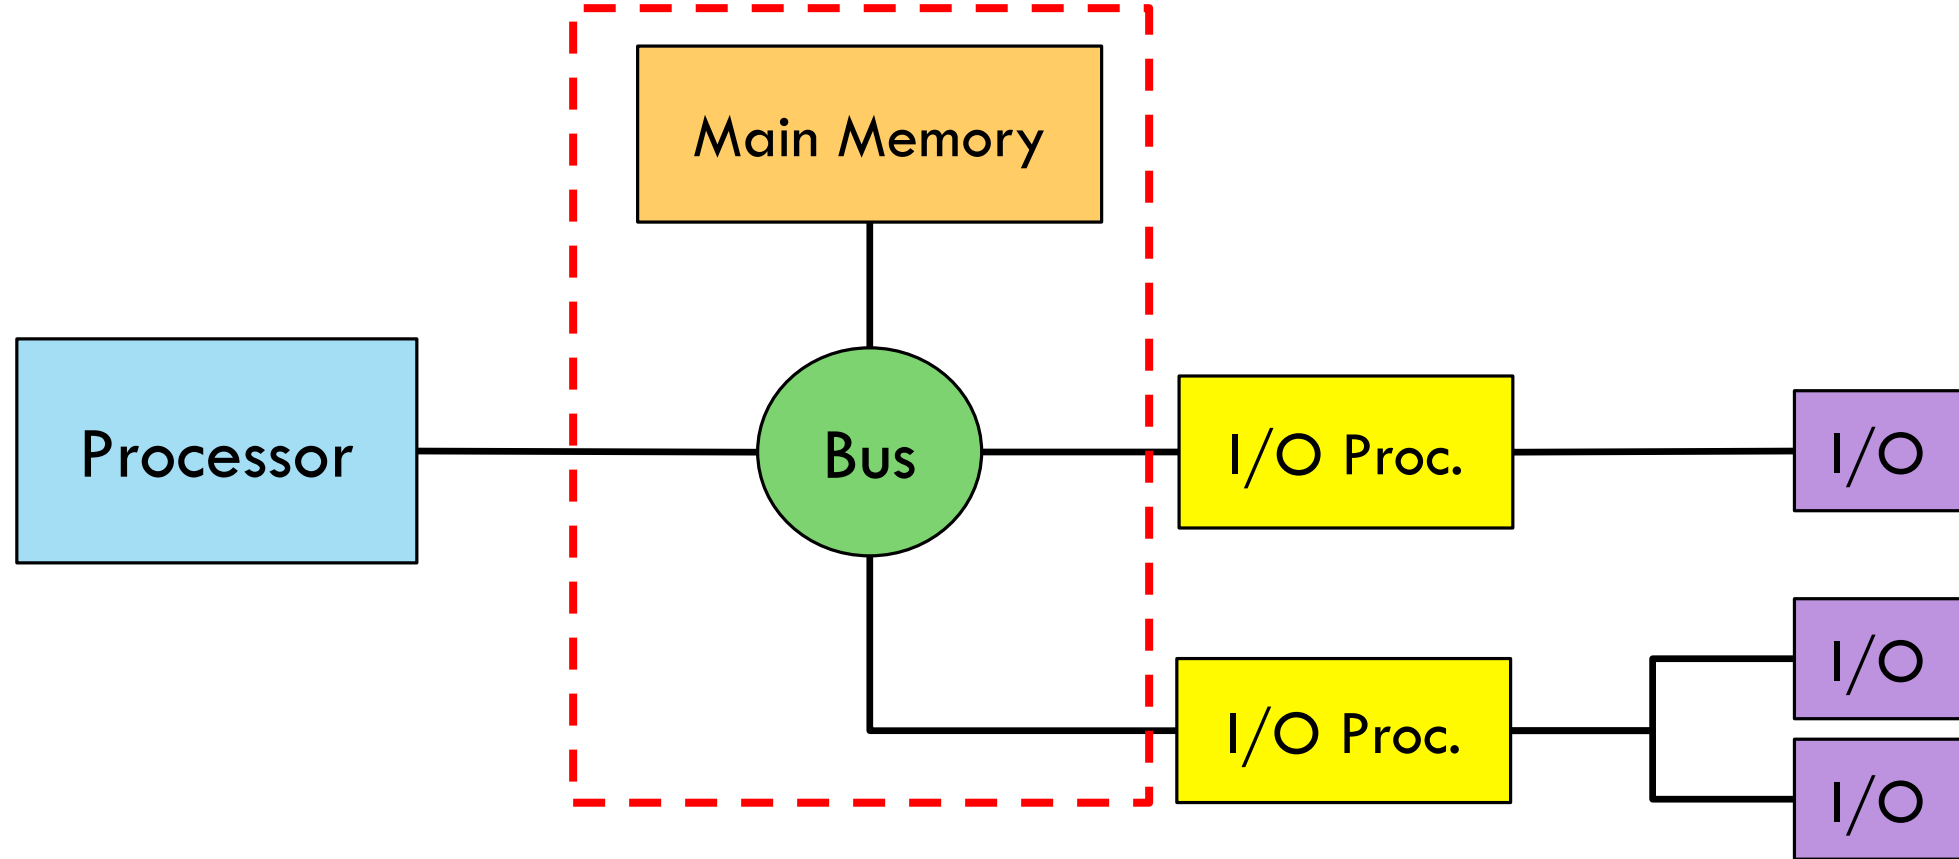 Main Memory
Processor
Bus
I/O Proc.
I/O
I/O Proc.
I/O
I/O